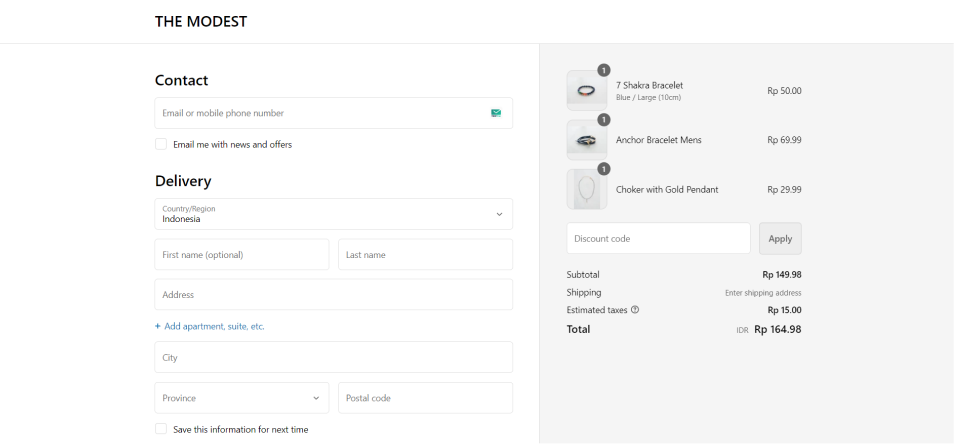 THE MODEST
Contact
Email or mobile phone number
Email me with news and offers
Delivery
Country/Region
Indonesia
First name (optional)
Last name
Address
+ Add apartment, suite, etc.
City
Province
Postal code
Save this information for next time
1
7 Shakra Bracelet
Blue / Large (10cm)
Rp 50.00
1
Anchor Bracelet Mens
Rp 69.99
1
Choker with Gold Pendant
Rp 29.99
Discount code
Apply
Subtotal Rp 149.98
Shipping Enter shipping address
Estimated taxes ? Rp 15.00
Total IDR Rp 164.98